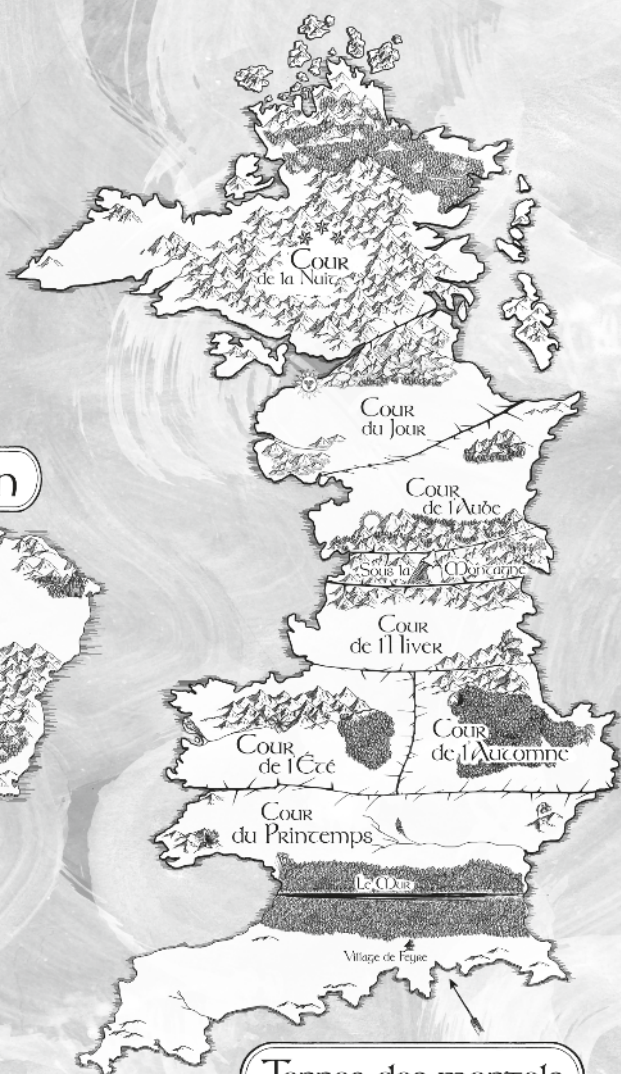 Cour
de la Nuit
Cour
du Jour
n
Cour
de l'Aube
Sous la Montagne
Cour
de l'Hiver
Cour
de l'Été
Cour
de l'Automne
Cour
du Printemps
Le Mur
Village de Feyre
Terres des mortels